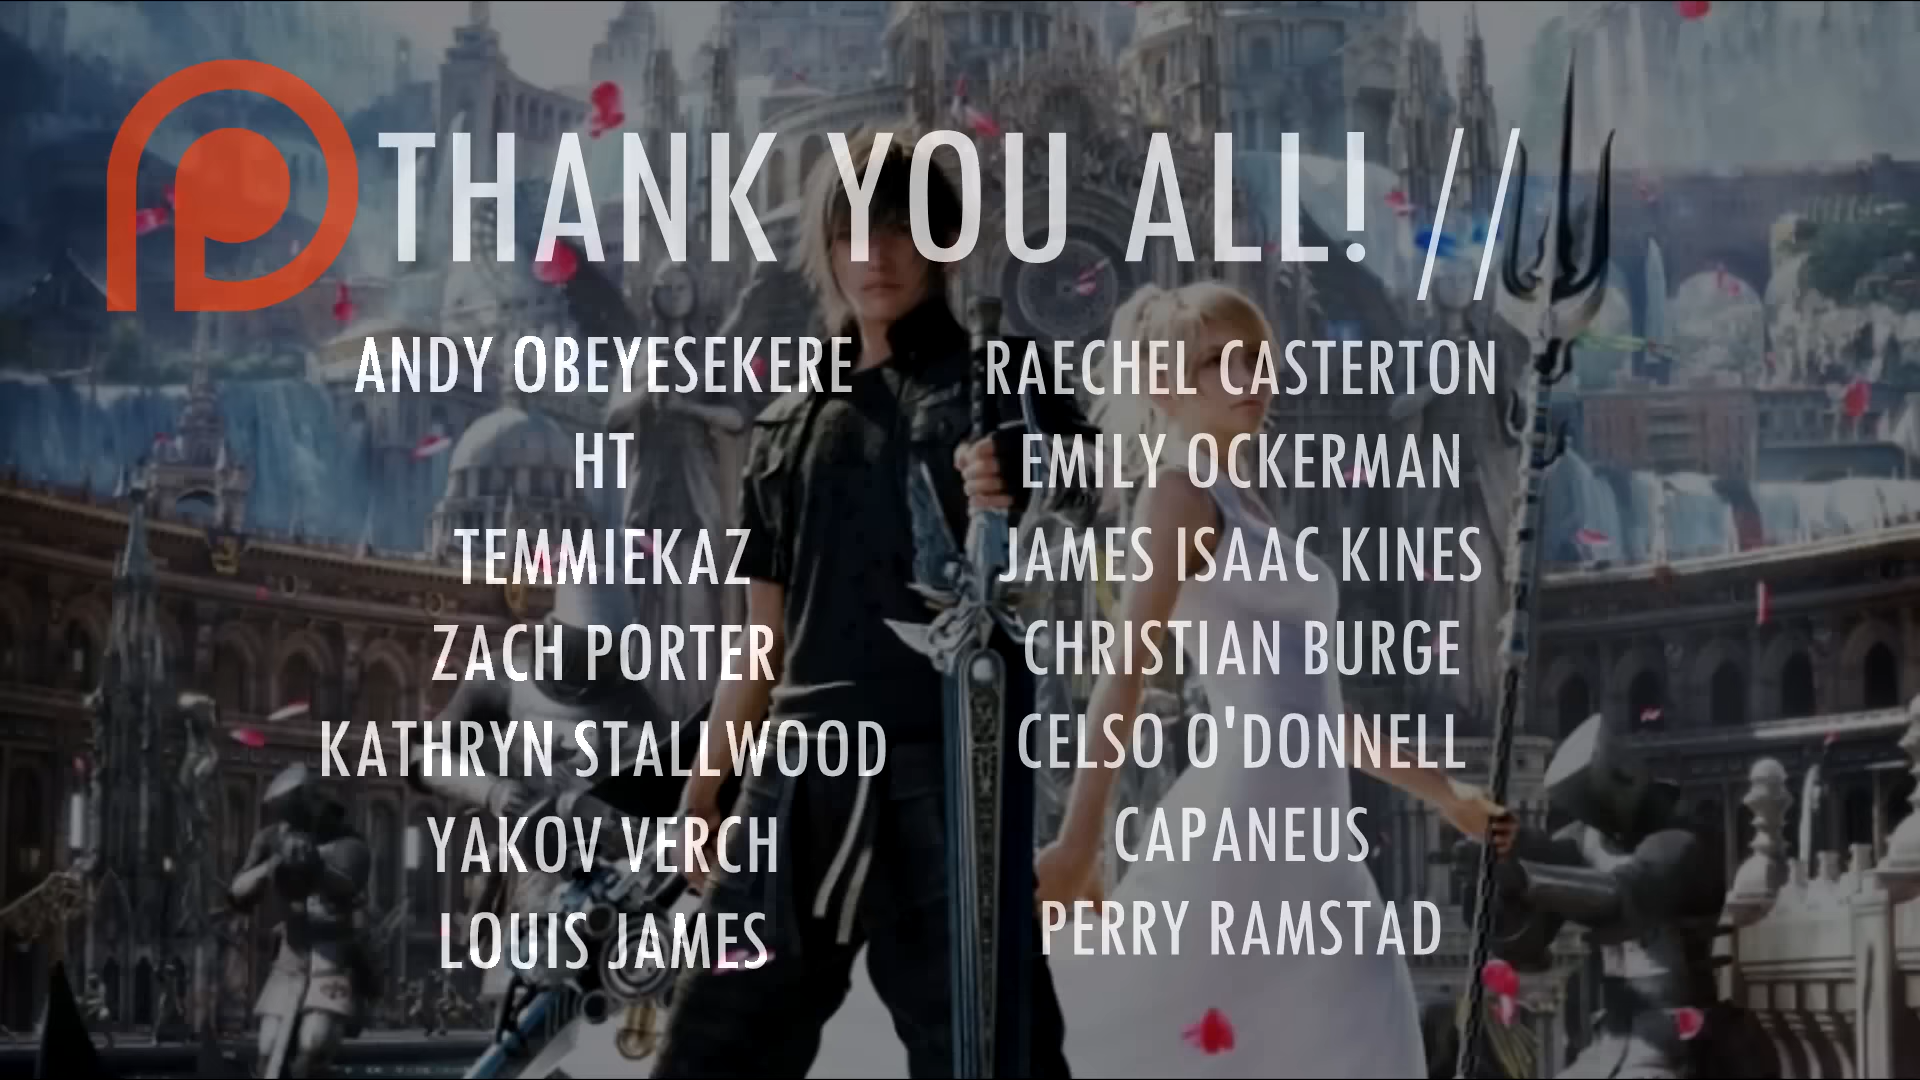 THANK YOU ALL! //
ANDY OBEYESEKERE
HT
TEMMIEKAZ
ZACH PORTER
KATHRYN STALLWOOD
YAKOV VERCH
LOUIS JAMES
RAECHEL CASTERTON
EMILY OCKERMAN
JAMES ISAAC KINES
CHRISTIAN BURGE
CELSO O'DONNELL
CAPANEUS
PERRY RAMSTAD